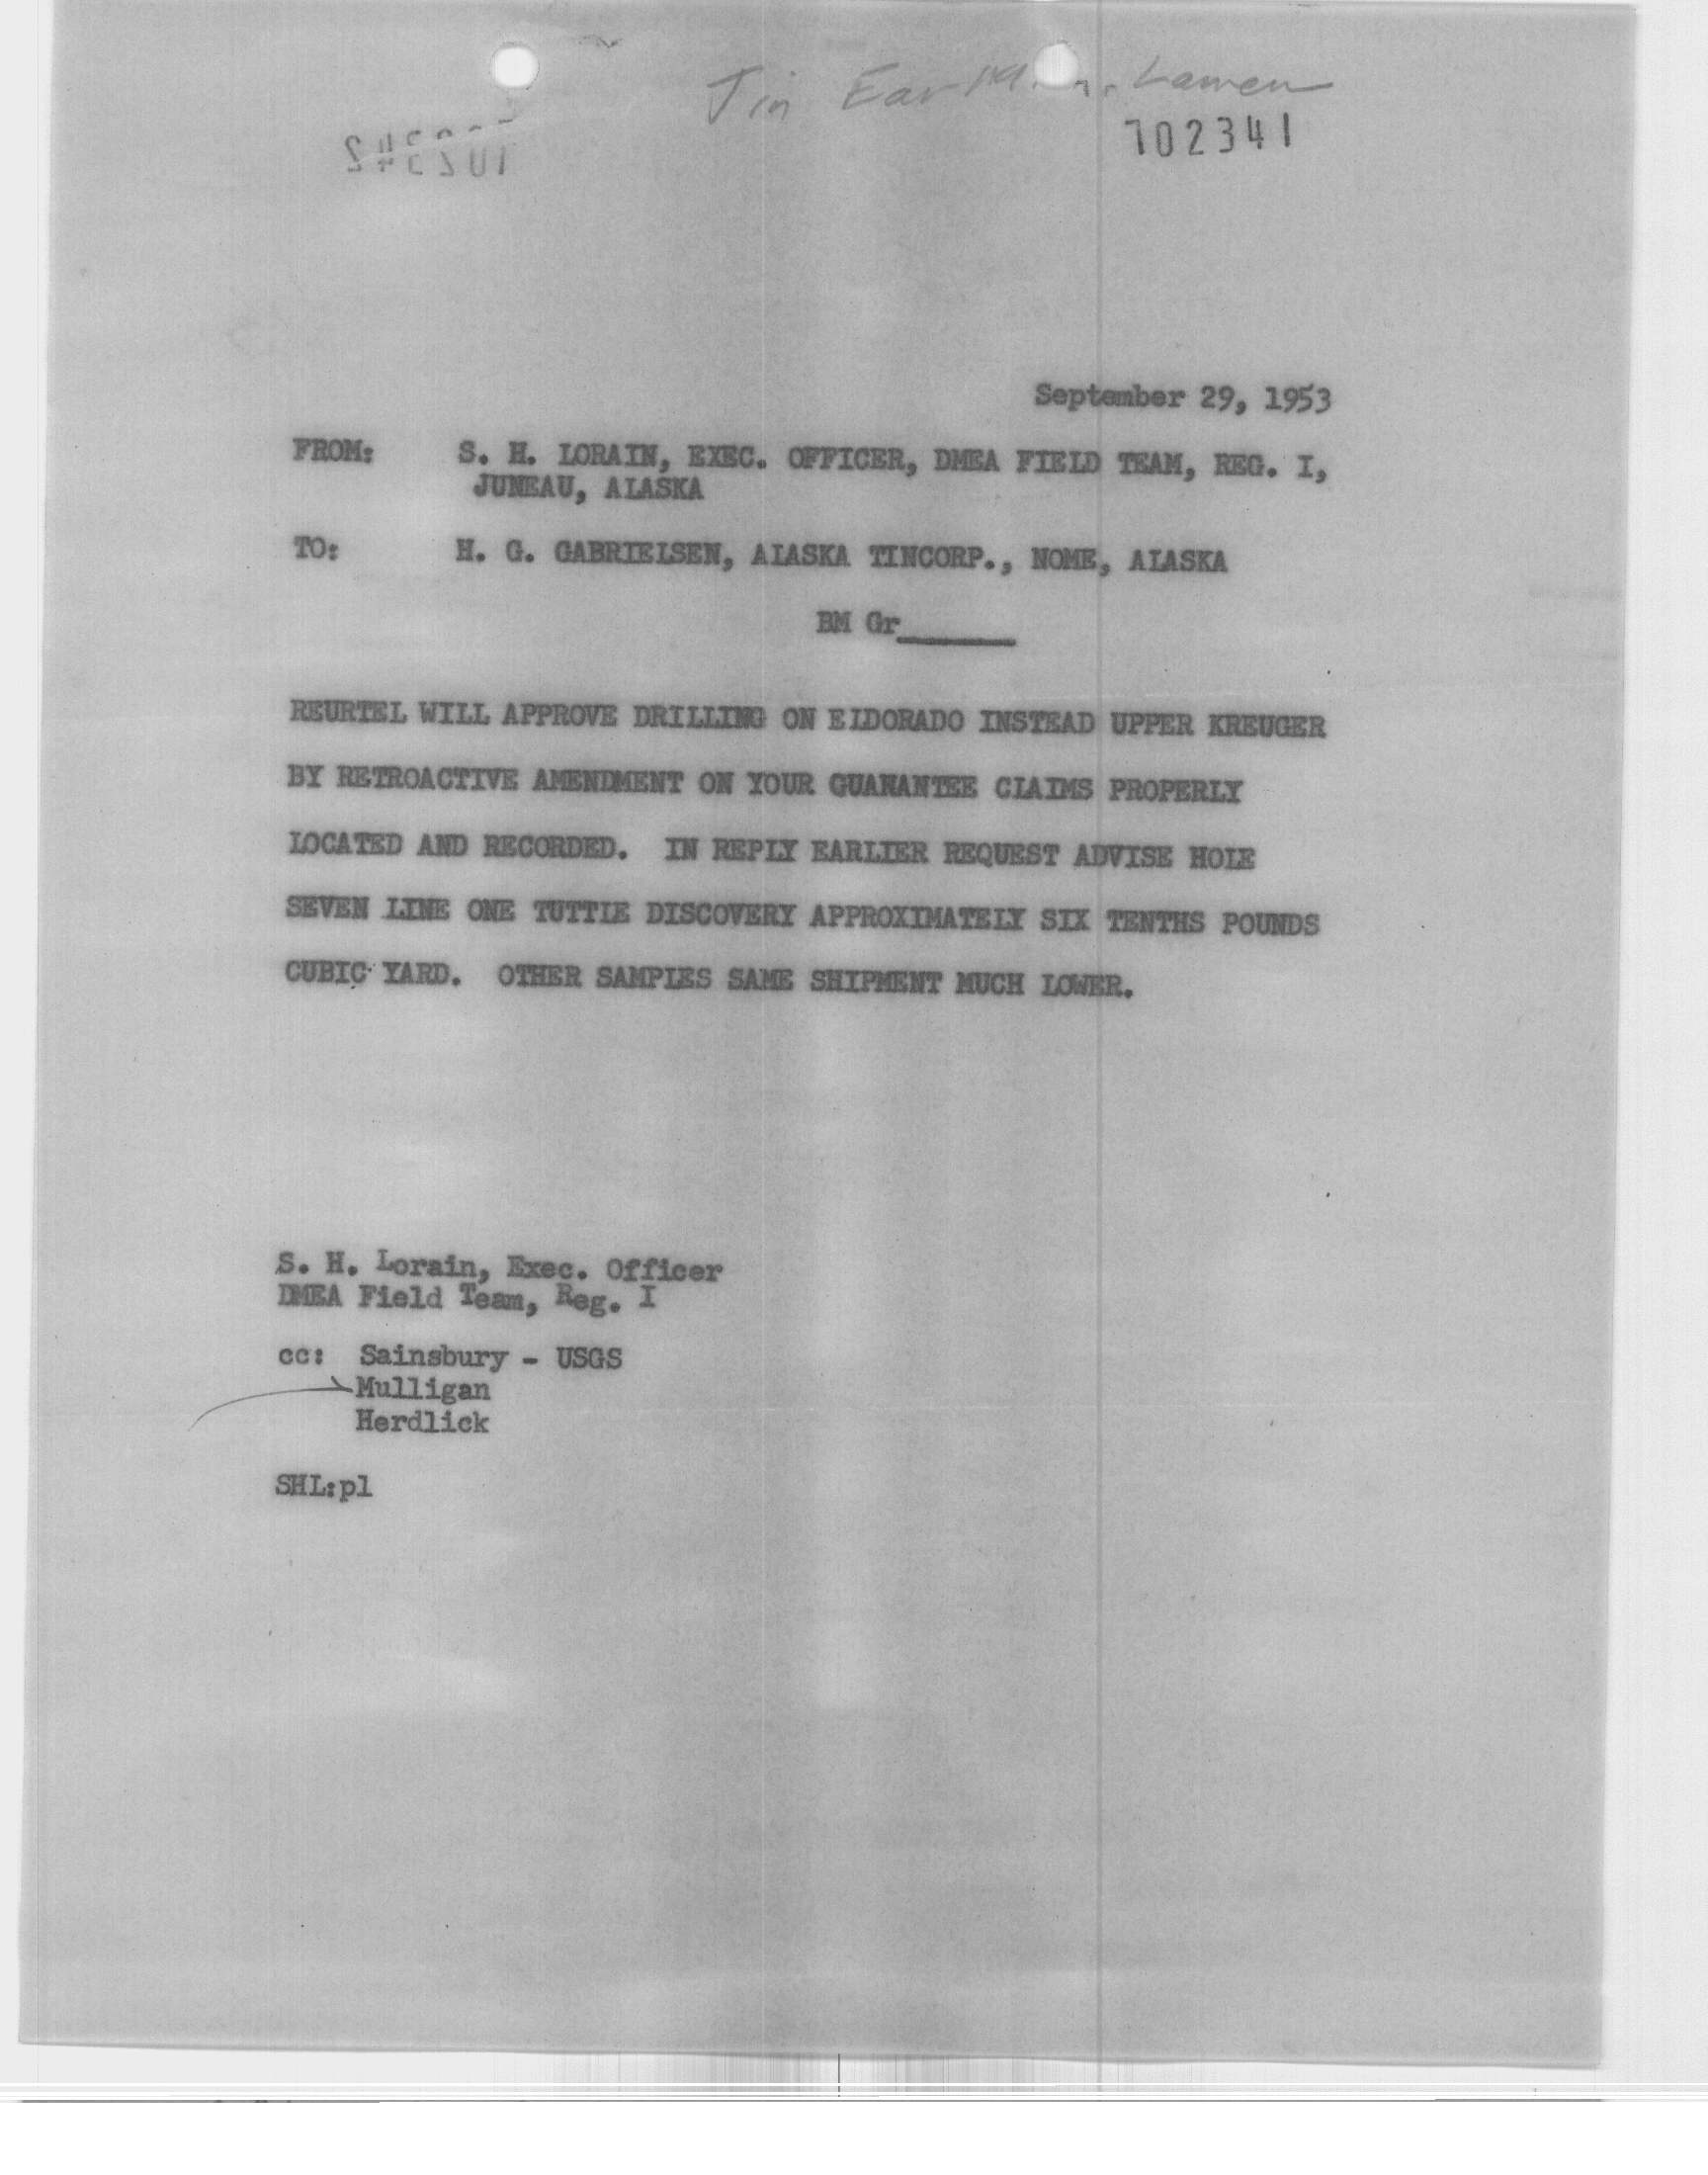 102341
September 29, 1953
FROM: S. H. LORAIN, EXEC. OFFICER, DMEA FIELD TEAM, REG. I,
JUNEAU, ALASKA
TO: H. G. GABRIELSEN, ALASKA TINCORP., NOME, ALASKA
BM Gr______
REURTEL WILL APPROVE DRILLING ON ELDORADO INSTEAD UPPER KREUGER
BY RETROACTIVE AMENDMENT ON YOUR GUARANTEE CLAIMS PROPERLY
LOCATED AND RECORDED. IN REPLY EARLIER REQUEST ADVISE HOLE
SEVEN LINE ONE TUTTLE DISCOVERY APPROXIMATELY SIX TENTHS POUNDS
CUBIC YARD. OTHER SAMPLES SAME SHIPMENT MUCH LOWER.
S. H. Lorain, Exec. Officer
DMEA Field Team, Reg. I
cc: Sainsbury - USGS
Mulligan
Herdlick
SHL:pl